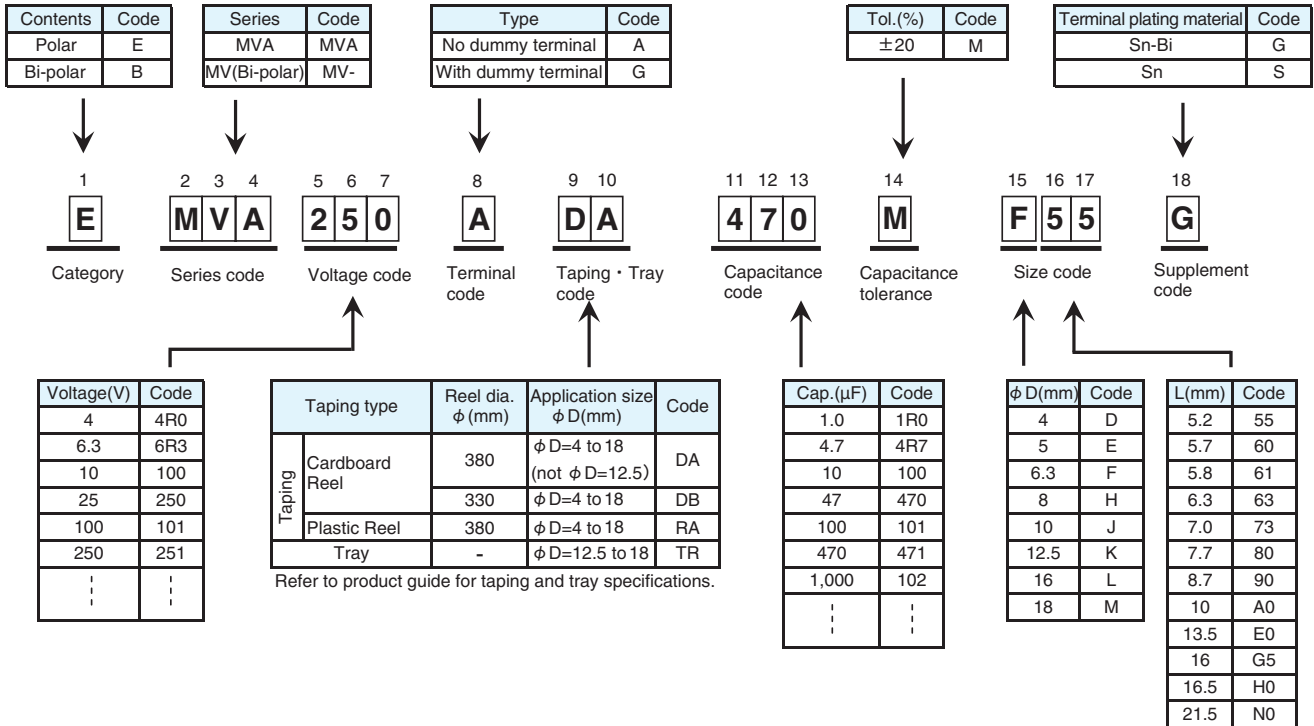 Contents Code
Polar E
Bi-polar B
Series Code
MVA MVA
MV(Bi-polar) MV-
Type Code
No dummy terminal A
With dummy terminal G
Tol.(%) Code
±20 M
Terminal plating material Code
Sn-Bi G
Sn S
1 2 3 4 5 6 7 8 9 10 11 12 13 14 15 16 17 18
E M V A 2 5 0 A D A 4 7 0 M F 5 5 G
Category
Series code
Voltage code
Terminal
code
Taping・Tray
code
Capacitance
code
Capacitance
tolerance
Size code
Supplement
code
Voltage(V) Code
4 4R0
6.3 6R3
10 100
25 250
100 101
250 251
Taping type
Reel dia.
φ(mm)
Application size
φD(mm)
Code
Taping
Cardboard
Reel
380
φD=4 to 18
(not φD=12.5)
DA
330 φD=4 to 18 DB
Plastic Reel 380 φD=4 to 18 RA
Tray - φD=12.5 to 18 TR
Refer to product guide for taping and tray specifications.
Cap.(µF) Code
1.0 1R0
4.7 4R7
10 100
47 470
100 101
470 471
1,000 102
φD(mm) Code
4 D
5 E
6.3 F
8 H
10 J
12.5 K
16 L
18 M
L(mm) Code
5.2 55
5.7 60
5.8 61
6.3 63
7.0 73
7.7 80
8.7 90
10 A0
13.5 E0
16 G5
16.5 H0
21.5 N0